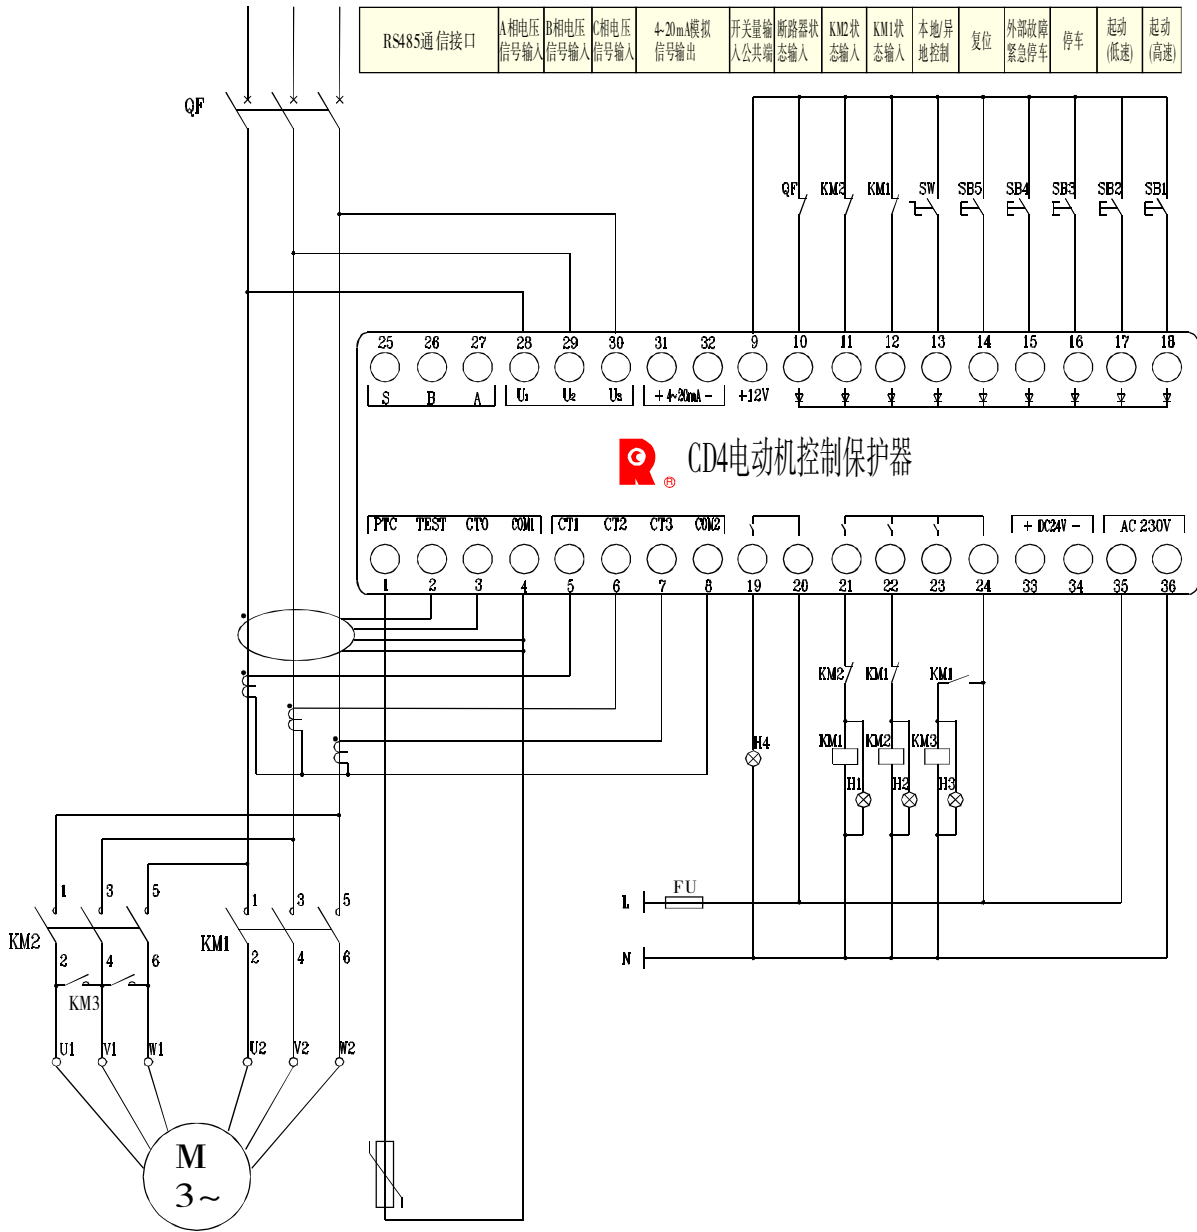 RS485通信接口
A相电压
信号输入
B相电压
信号输入
C相电压
信号输入
4-20mA模拟
信号输出
开关量输
入公共端
断路器状
态输入
KM2状
态输入
KM1状
态输入
本地/异
地控制
复位
外部故障
紧急停车
停车
起动
(低速)
起动
(高速)
QF
QF KM2 KM1 SW SB5 SB4 SB3 SB2 SB1
25 26 27 28 29 30 31 32 9 10 11 12 13 14 15 16 17 18
S B A U1 U2 U3 + 4~20mA - +12V
R ® CD4电动机控制保护器
PTC TEST CT0 COM1 CT1 CT2 CT3 COM2 + DC24V - AC 230V
1 2 3 4 5 6 7 8 19 20 21 22 23 24 33 34 35 36
KM2 KM1 KM1
H4 KM1 KM2 KM3
H1 H2 H3
1 3 5 1 3 5
L FU
KM2 KM1
2 4 6 2 4 6
N
KM3
U1 V1 W1 U2 V2 W2
M
3~